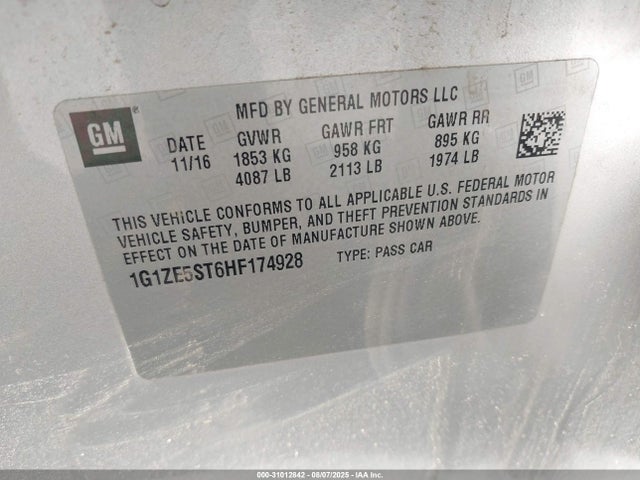 GM
®
MFD BY GENERAL MOTORS LLC
DATE GVWR GAWR FRT GAWR RR
11/16 1853 KG 958 KG 895 KG
4087 LB 2113 LB 1974 LB
THIS VEHICLE CONFORMS TO ALL APPLICABLE U.S. FEDERAL MOTOR
VEHICLE SAFETY, BUMPER, AND THEFT PREVENTION STANDARDS IN
EFFECT ON THE DATE OF MANUFACTURE SHOWN ABOVE.
1G1ZE5ST6HF174928 TYPE: PASS CAR
000-31012842 - 08/07/2025 - IAA Inc.